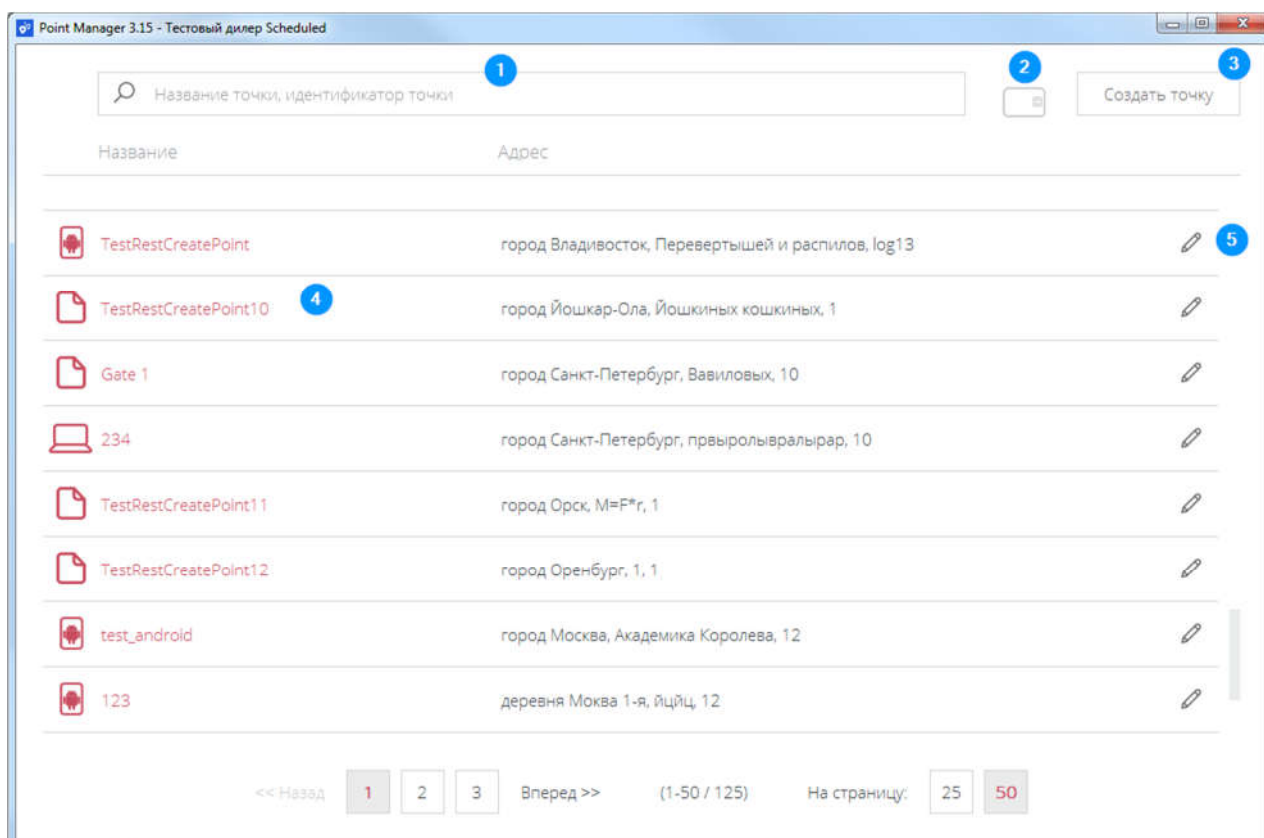 Point Manager 3.15 - Тестовый дилер Scheduled
1 2 3
Название точки, идентификатор точки Создать точку
Название Адрес
TestRestCreatePoint город Владивосток, Перевертышей и распилов, log13 5
TestRestCreatePoint10 4 город Йошкар-Ола, Йошкиных кошкиных, 1
Gate 1 город Санкт-Петербург, Вавиловых, 10
234 город Санкт-Петербург, првыролывралырар, 10
TestRestCreatePoint11 город Орск, M=F*r, 1
TestRestCreatePoint12 город Оренбург, 1, 1
test_android город Москва, Академика Королева, 12
123 деревня Моква 1-я, йцйц, 12
<< Назад 1 2 3 Вперед >> (1-50 / 125) На страницу: 25 50